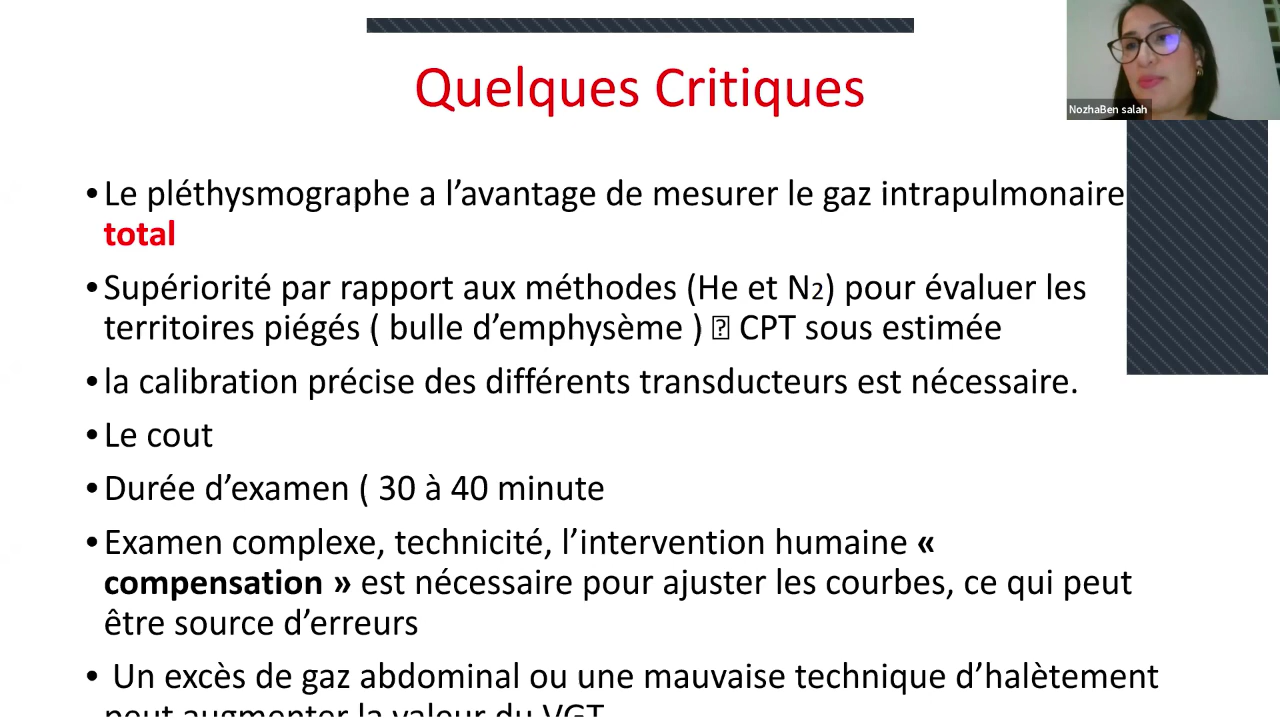 Quelques Critiques
NozhaBen salah
•Le pléthysmographe a l’avantage de mesurer le gaz intrapulmonaire
total
•Supériorité par rapport aux méthodes (He et N2) pour évaluer les
territoires piégés ( bulle d’emphysème ) ⍰ CPT sous estimée
•la calibration précise des différents transducteurs est nécessaire.
•Le cout
•Durée d’examen ( 30 à 40 minute
•Examen complexe, technicité, l’intervention humaine «
compensation » est nécessaire pour ajuster les courbes, ce qui peut
être source d’erreurs
• Un excès de gaz abdominal ou une mauvaise technique d’halètement
peut augmenter la valeur du VGT